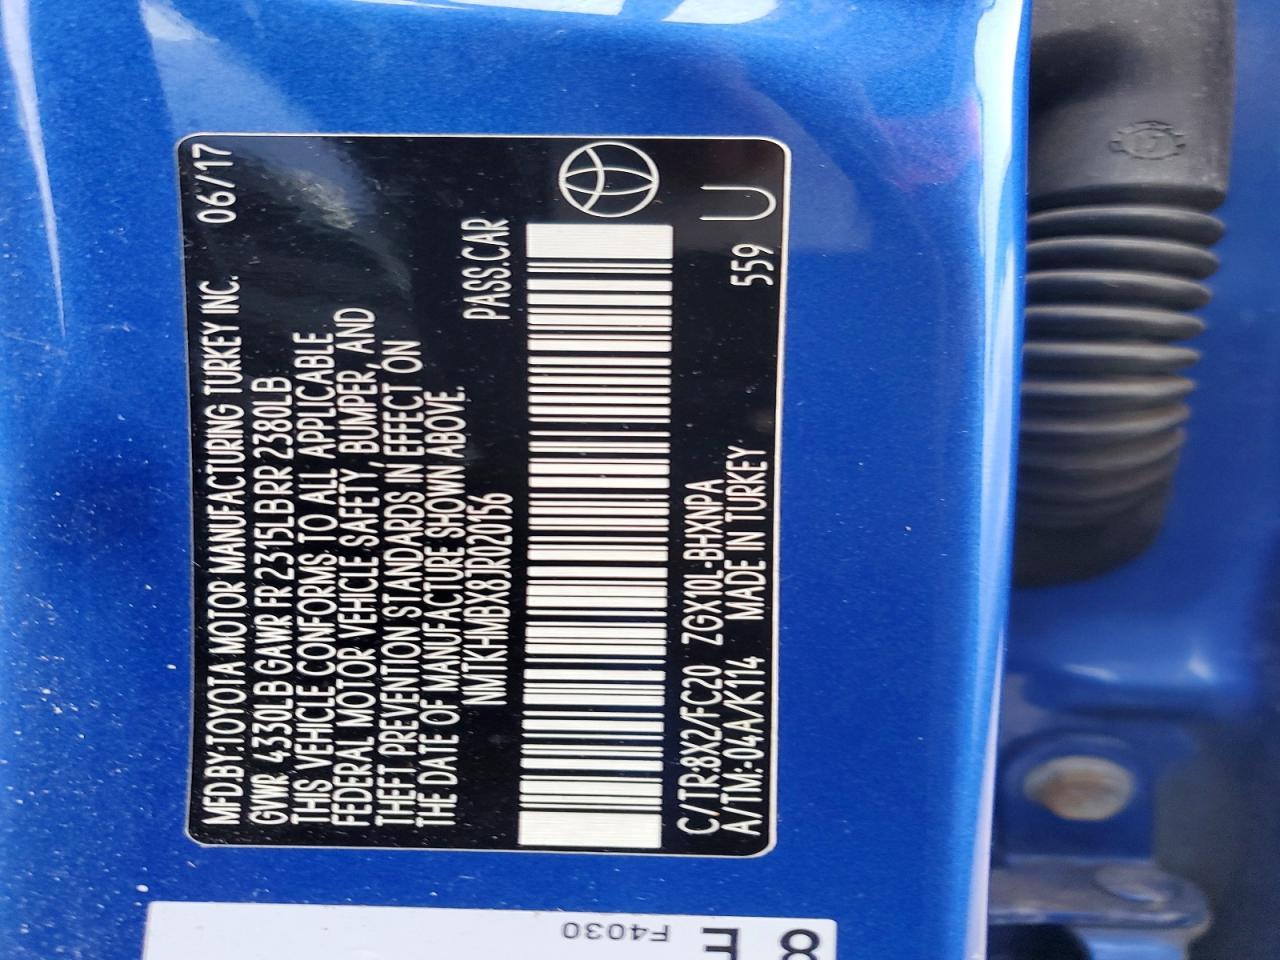 MFD.BY:TOYOTA MOTOR MANUFACTURING TURKEY INC. 06/17
GVWR 4330LB GAWR FR 2315LB RR 2380LB
THIS VEHICLE CONFORMS TO ALL APPLICABLE
FEDERAL MOTOR VEHICLE SAFETY, BUMPER, AND
THEFT PREVENTION STANDARDS IN EFFECT ON
THE DATE OF MANUFACTURE SHOWN ABOVE.
NMTKHMBX8JR020156 PASS.CAR
C/TR:8X2/FC20 ZGX10L-BHXNPA
A/TM:-04A/K114 MADE IN TURKEY 559 U
F4030